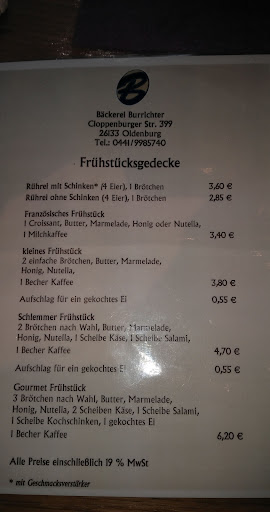 B
Bäckerei Burrichter
Cloppenburger Str. 399
26133 Oldenburg
Tel.: 0441/9985740
Frühstücksgedecke
Rührei mit Schinken* (4 Eier), 1 Brötchen 3,60 €
Rührei ohne Schinken (4 Eier), 1 Brötchen 2,85 €
Französisches Frühstück
1 Croissant, Butter, Marmelade, Honig oder Nutella,
1 Milchkaffee 3,40 €
kleines Frühstück
2 einfache Brötchen, Butter, Marmelade,
Honig, Nutella,
1 Becher Kaffee 3,80 €
Aufschlag für ein gekochtes Ei 0,55 €
Schlemmer Frühstück
2 Brötchen nach Wahl, Butter, Marmelade,
Honig, Nutella, 1 Scheibe Käse, 1 Scheibe Salami,
1 Becher Kaffee 4,70 €
Aufschlag für ein gekochtes Ei 0,55 €
Gourmet Frühstück
3 Brötchen nach Wahl, Butter, Marmelade,
Honig, Nutella, 2 Scheiben Käse, 1 Scheibe Salami,
1 Scheibe Kochschinken, 1 gekochtes Ei
1 Becher Kaffee 6,20 €
Alle Preise einschließlich 19 % MwSt
* mit Geschmacksverstärker